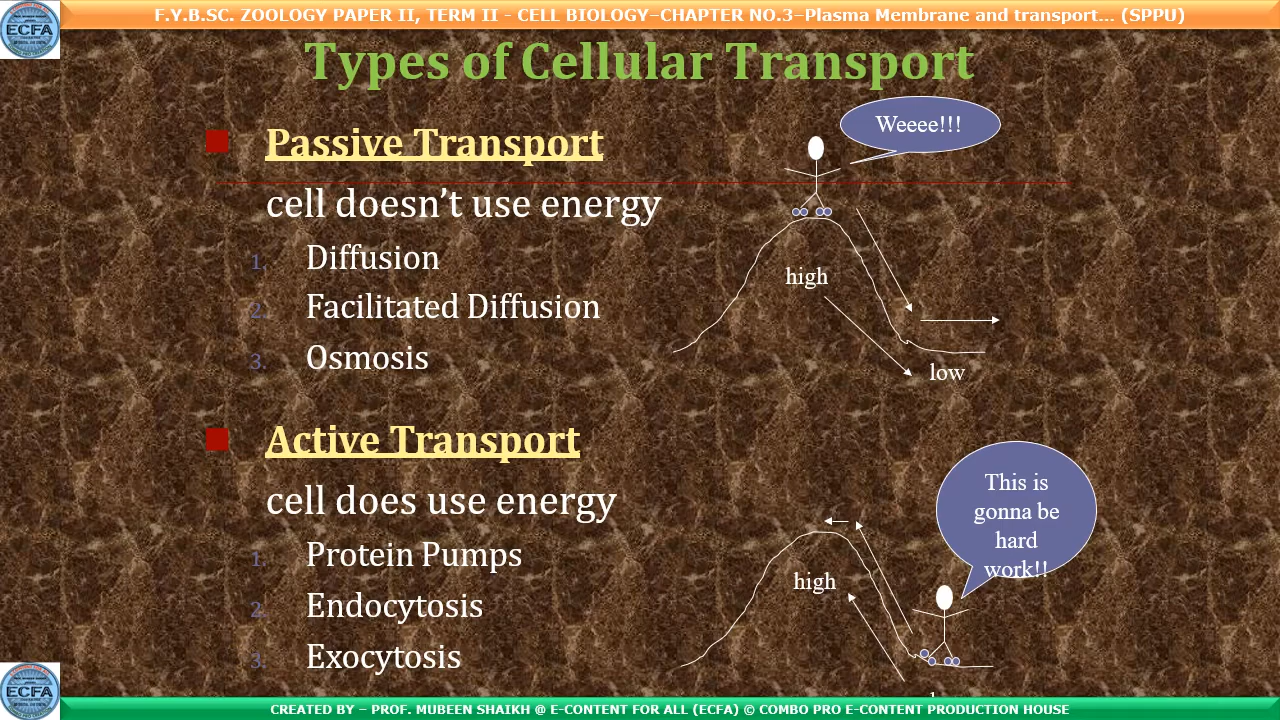 F.Y.B.SC. ZOOLOGY PAPER II, TERM II - CELL BIOLOGY–CHAPTER NO.3–Plasma Membrane and transport... (SPPU)
ECFA
Types of Cellular Transport
Passive Transport
cell doesn’t use energy
1. Diffusion
2. Facilitated Diffusion
3. Osmosis
Weeee!!!
high
low
Active Transport
cell does use energy
1. Protein Pumps
2. Endocytosis
3. Exocytosis
This is
gonna be
hard
work!!
high
ECFA
CREATED BY – PROF. MUBEEN SHAIKH @ E-CONTENT FOR ALL (ECFA) © COMBO PRO E-CONTENT PRODUCTION HOUSE